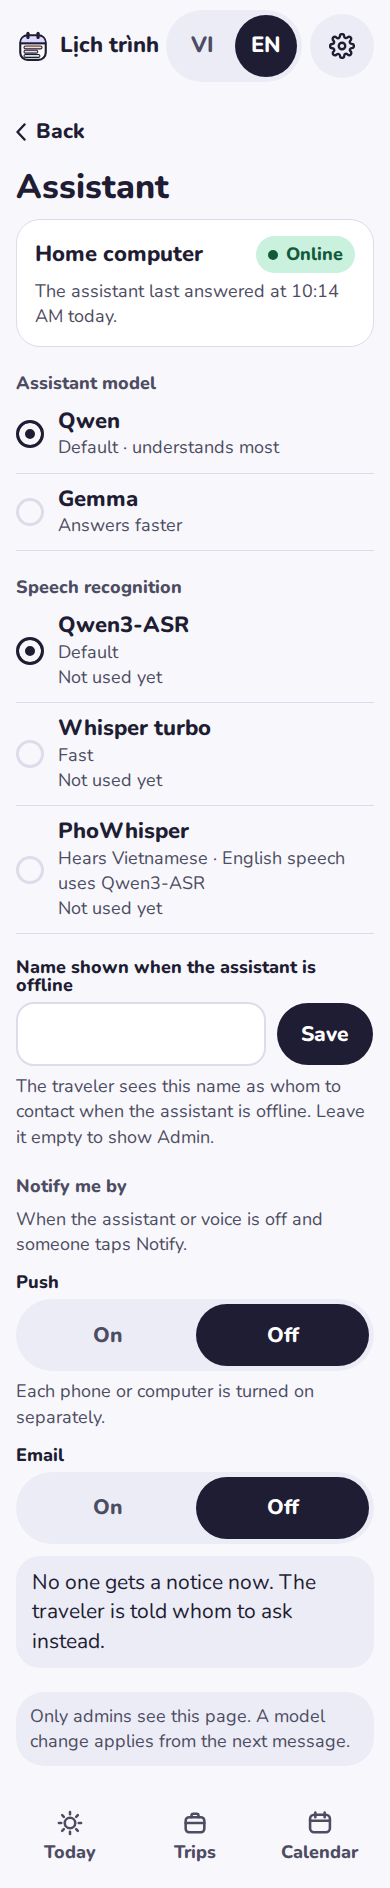 Lịch trình
VI
EN
Back
Assistant
Home computer
Online
The assistant last answered at 10:14
AM today.
Assistant model
Qwen
Default · understands most
Gemma
Answers faster
Speech recognition
Qwen3-ASR
Default
Not used yet
Whisper turbo
Fast
Not used yet
PhoWhisper
Hears Vietnamese · English speech
uses Qwen3-ASR
Not used yet
Name shown when the assistant is
offline
Save
The traveler sees this name as whom to
contact when the assistant is offline. Leave
it empty to show Admin.
Notify me by
When the assistant or voice is off and
someone taps Notify.
Push
On
Off
Each phone or computer is turned on
separately.
Email
On
Off
No one gets a notice now. The
traveler is told whom to ask
instead.
Only admins see this page. A model
change applies from the next message.
Today
Trips
Calendar